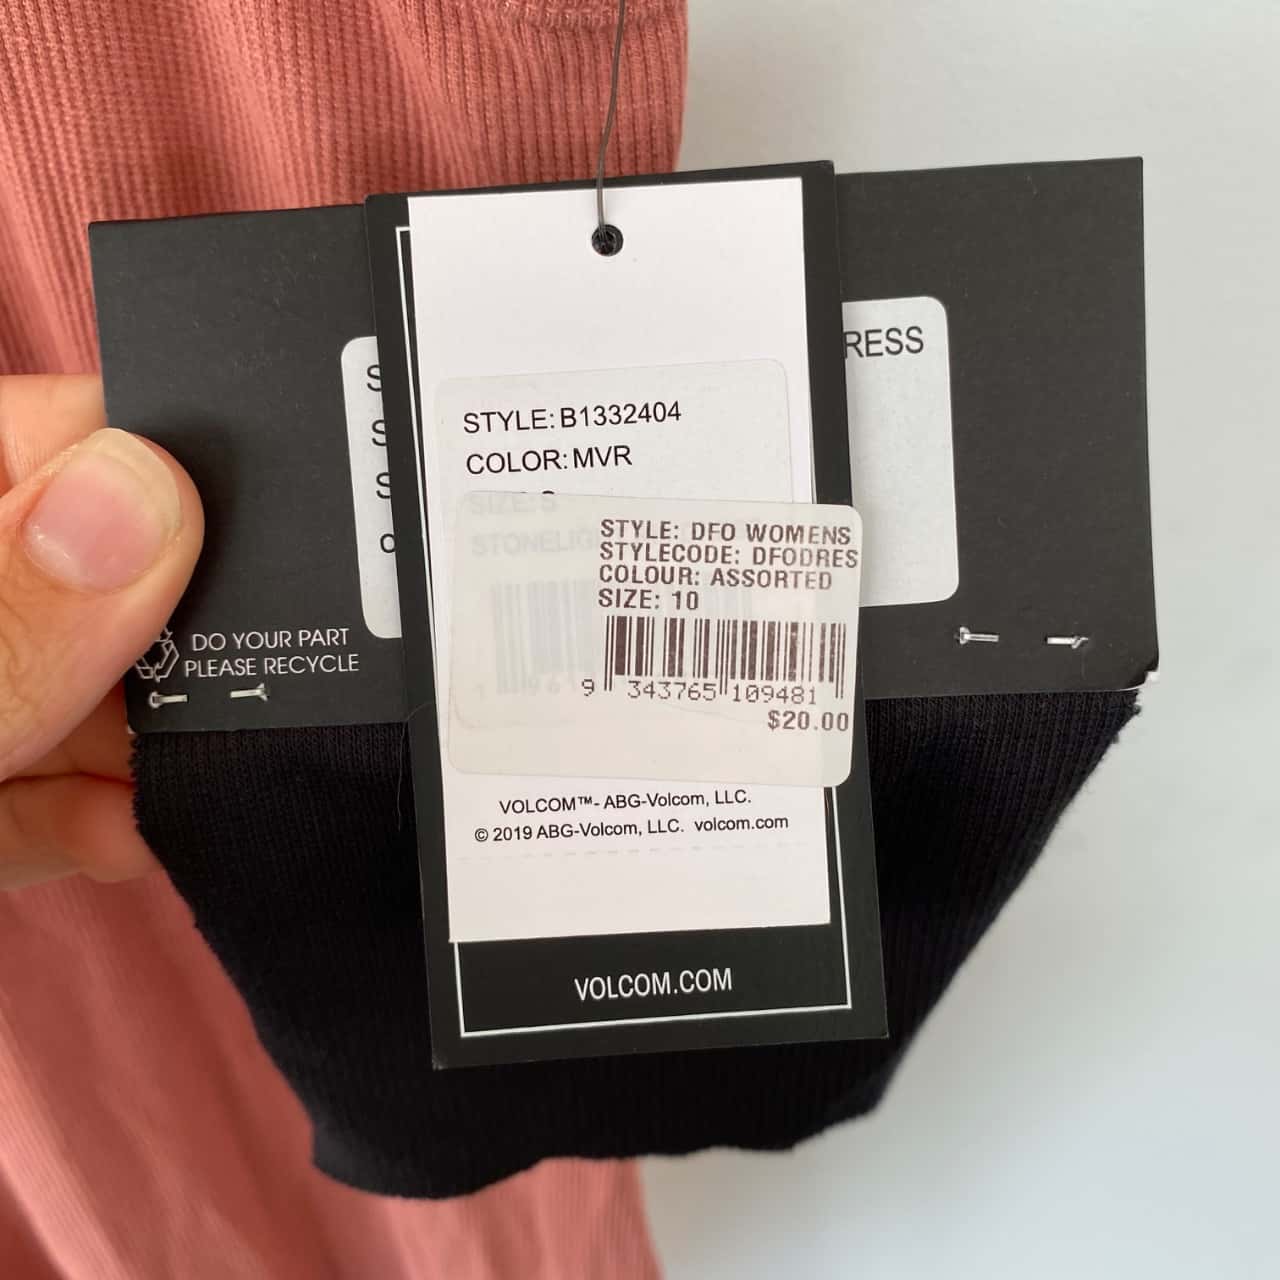 RESS
STYLE: B1332404
COLOR: MVR
SIZE: S
STYLE: DFO WOMENS
STYLECODE: DFODRES
COLOUR: ASSORTED
SIZE: 10
9 343765 109481
$20.00
DO YOUR PART
PLEASE RECYCLE
VOLCOM™- ABG-Volcom, LLC.
© 2019 ABG-Volcom, LLC. volcom.com
VOLCOM.COM